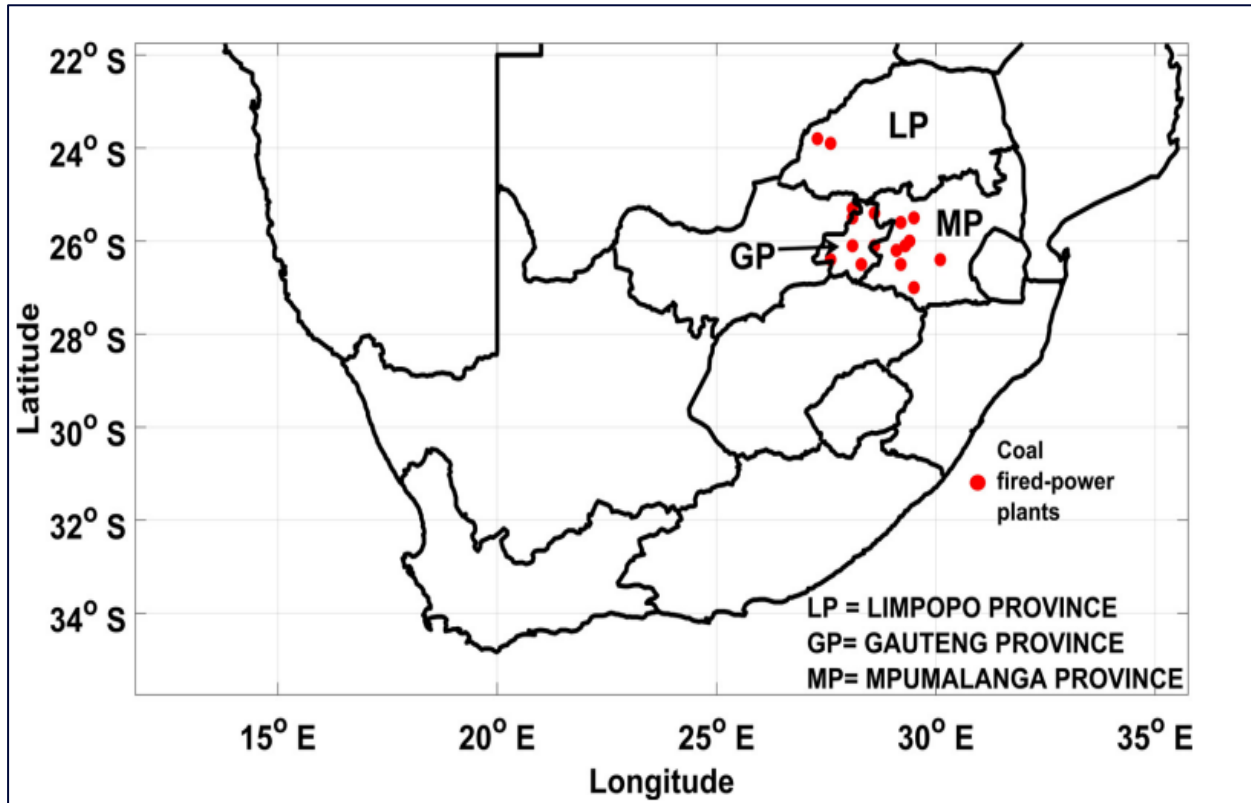 22° S
24° S
26° S
28° S
30° S
32° S
34° S
Latitude
LP
MP
GP
Coal
fired-power
plants
LP = LIMPOPO PROVINCE
GP= GAUTENG PROVINCE
MP= MPUMALANGA PROVINCE
15° E 20° E 25° E 30° E 35° E
Longitude